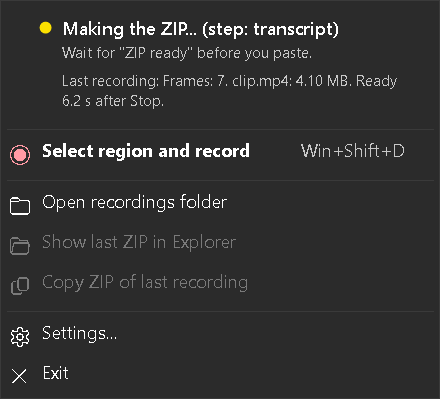 Making the ZIP... (step: transcript)
Wait for "ZIP ready" before you paste.
Last recording: Frames: 7. clip.mp4: 4.10 MB. Ready
6.2 s after Stop.
Select region and record Win+Shift+D
Open recordings folder
Show last ZIP in Explorer
Copy ZIP of last recording
Settings...
Exit